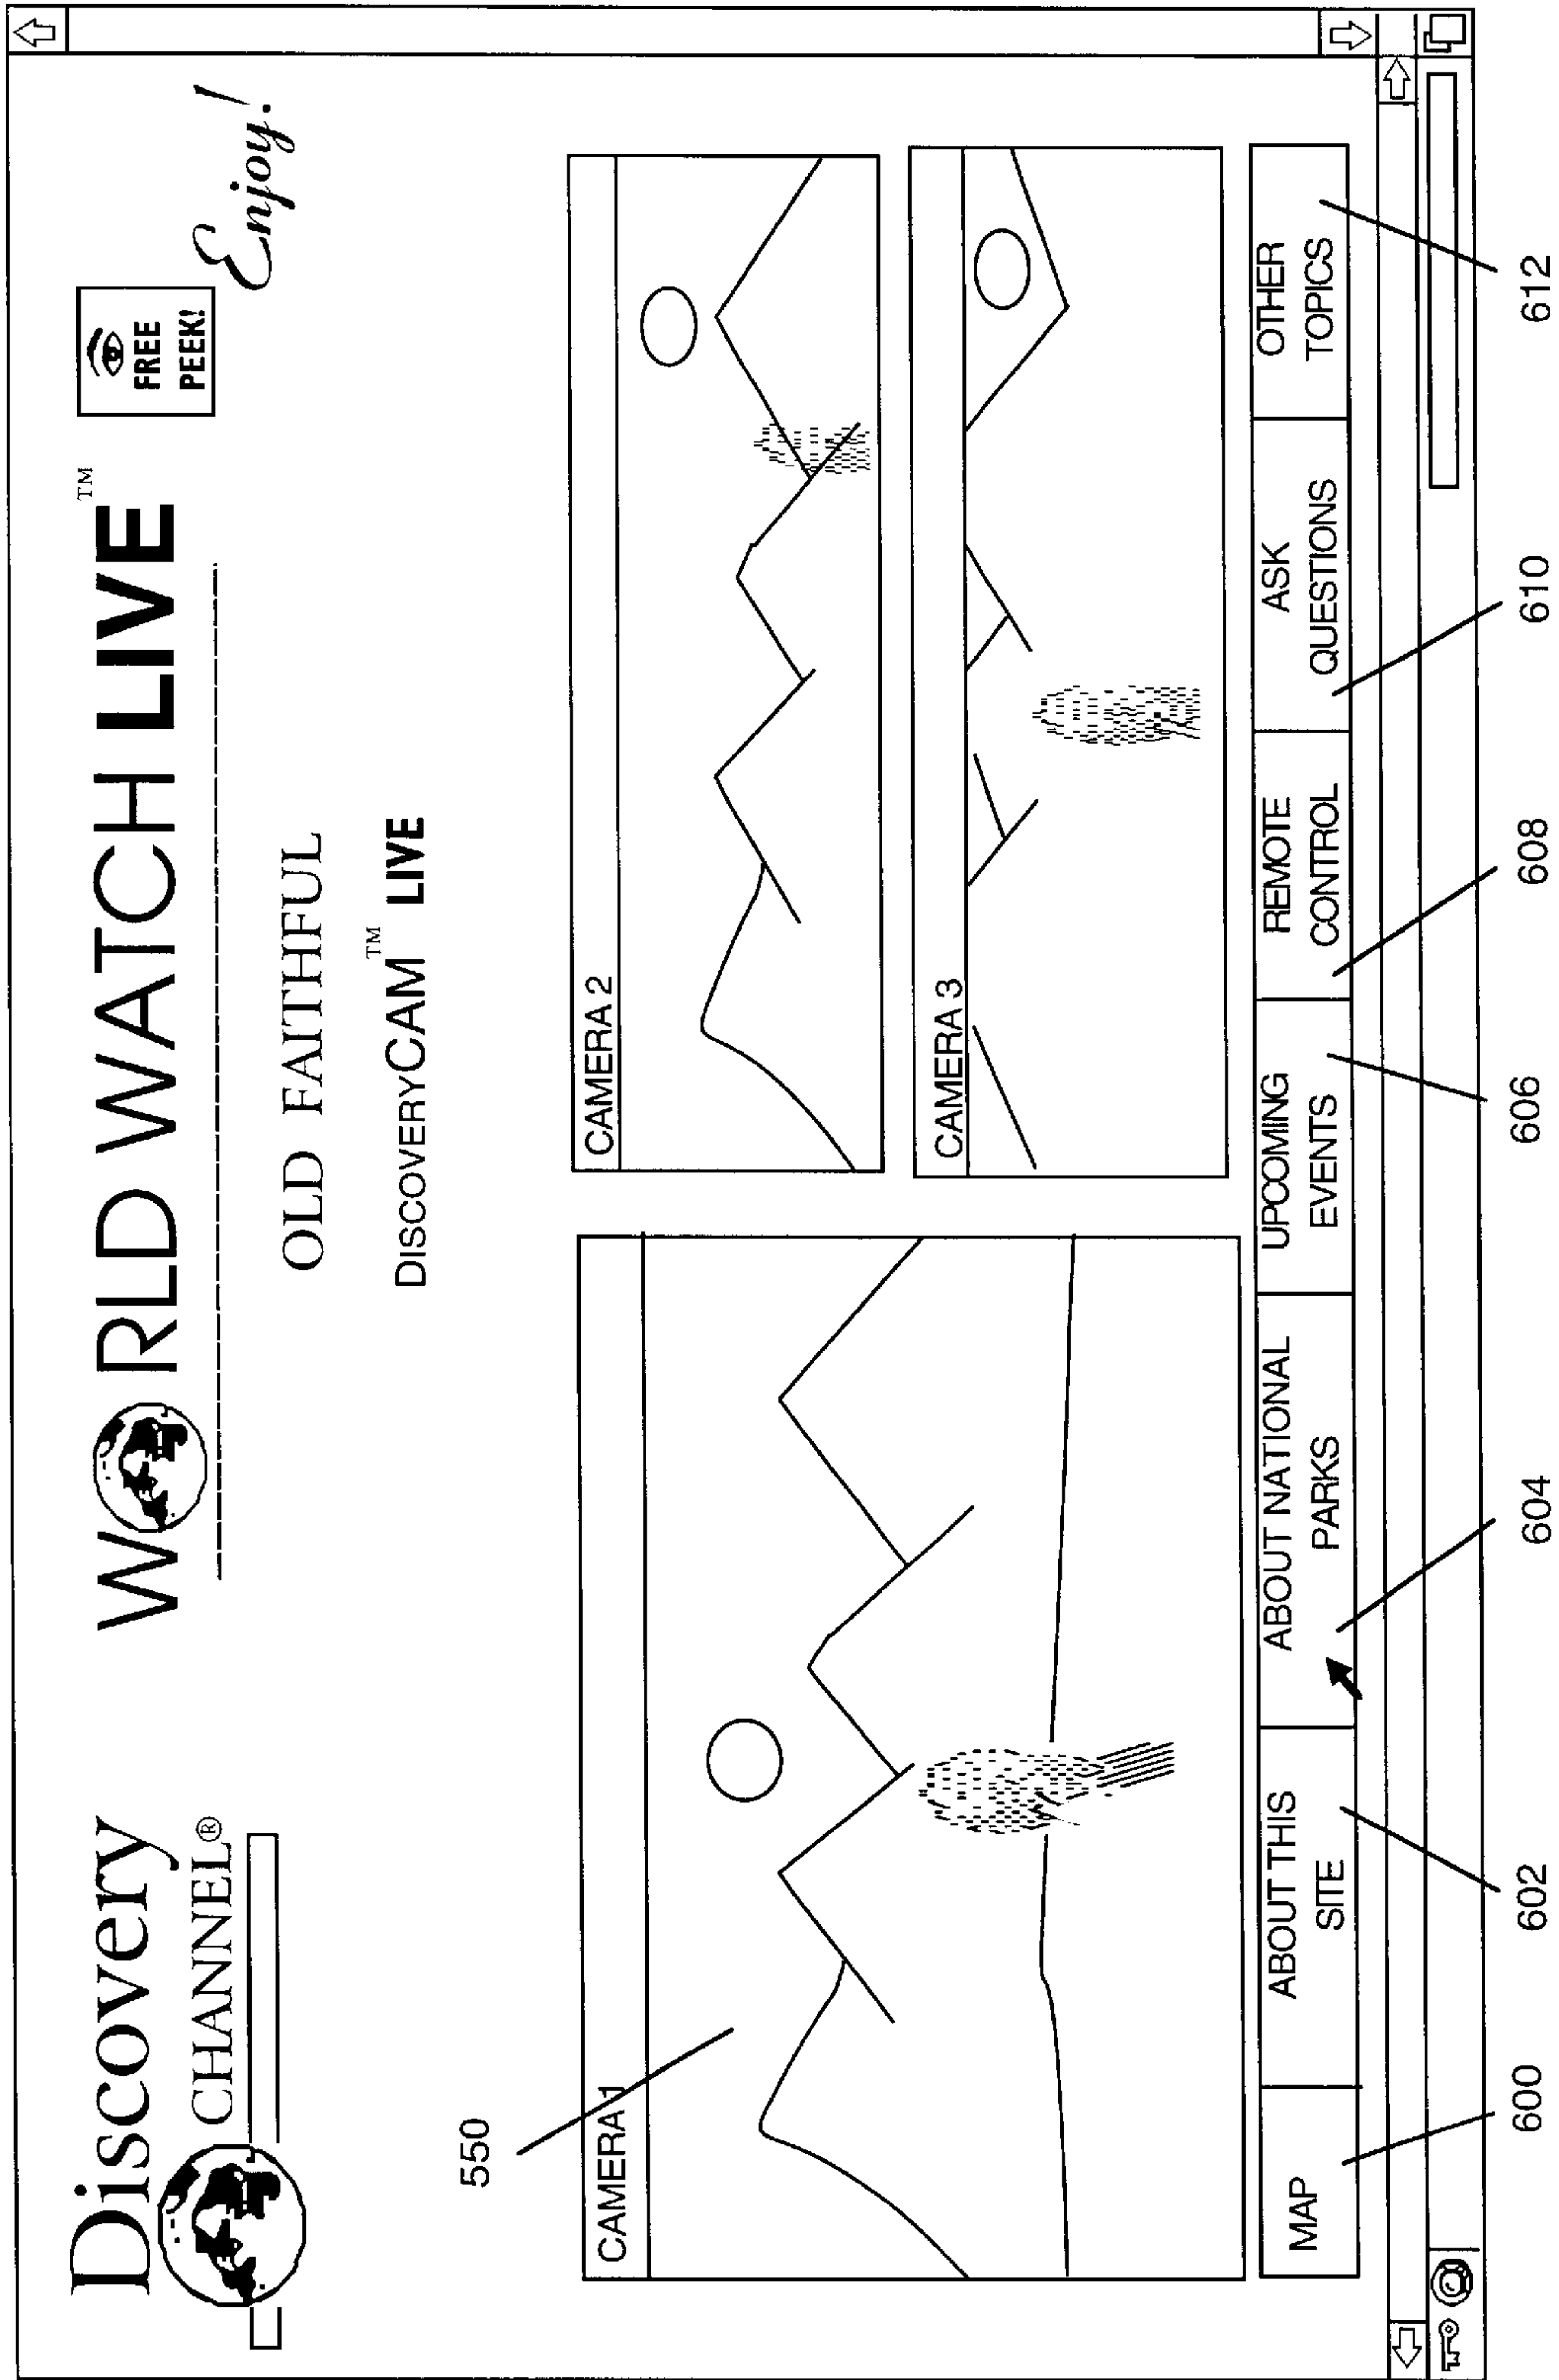 Discovery
CHANNEL®
WORLD WATCH LIVE™
FREE
PEEK!
Enjoy!
OLD FAITHFUL
DISCOVERYCAM™ LIVE
550
CAMERA 1
CAMERA 2
CAMERA 3
MAP
ABOUT THIS
SITE
ABOUT NATIONAL
PARKS
UPCOMING
EVENTS
REMOTE
CONTROL
ASK
QUESTIONS
OTHER
TOPICS
600
602
604
606
608
610
612